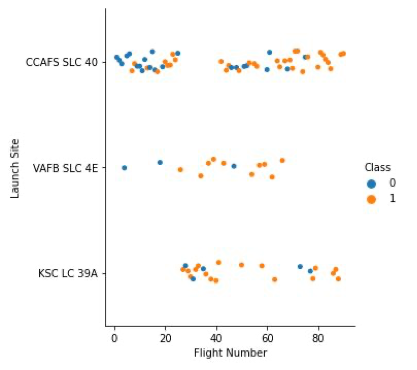 CCAFS SLC 40
VAFB SLC 4E
KSC LC 39A
Launch Site
Class
0
1
0 20 40 60 80
Flight Number